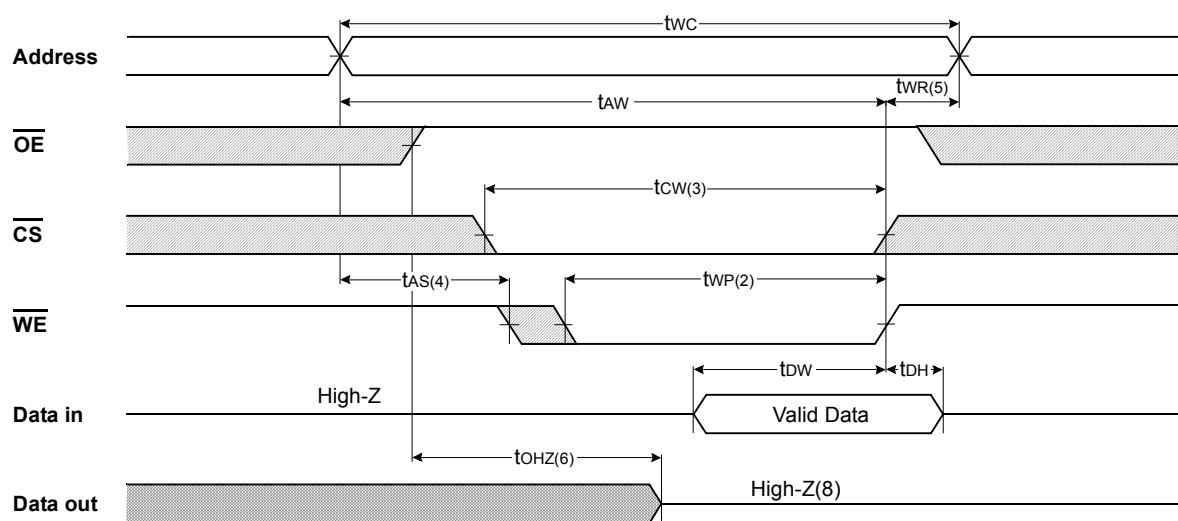 tWC
Address
tWR(5)
tAW
OE
tCW(3)
CS
tAS(4)
tWP(2)
WE
tDW
tDH
High-Z
Data in
Valid Data
tOHZ(6)
High-Z(8)
Data out